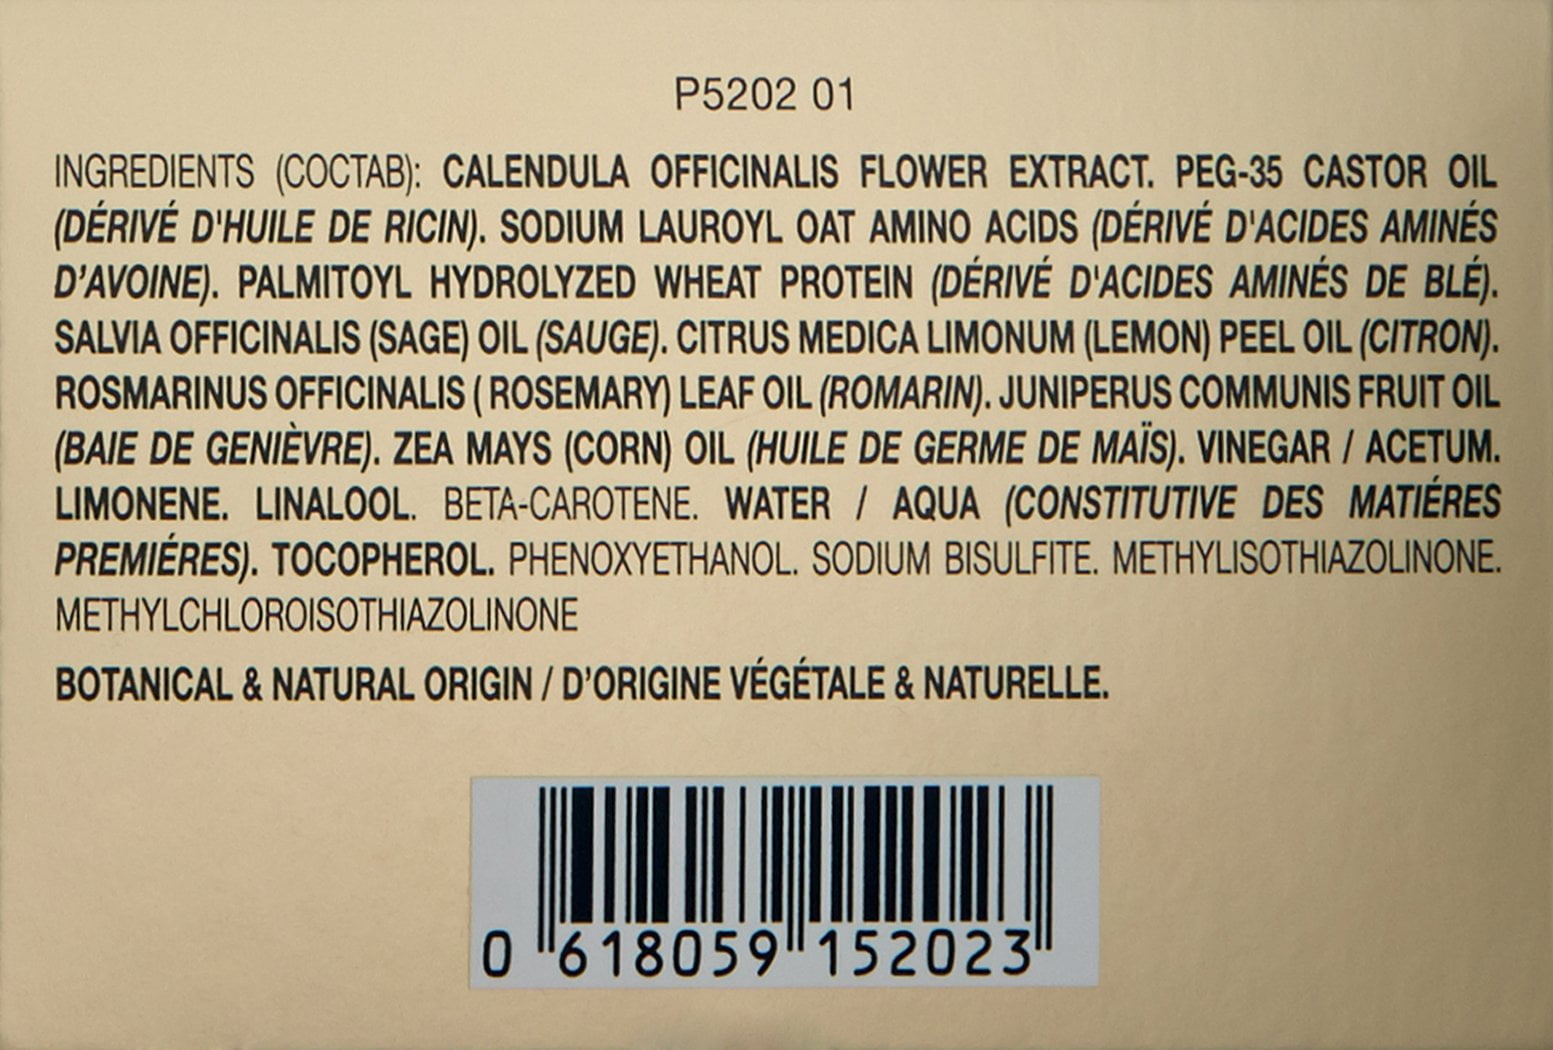 P5202 01
INGREDIENTS (COCTAB): CALENDULA OFFICINALIS FLOWER EXTRACT. PEG-35 CASTOR OIL
(DÉRIVÉ D'HUILE DE RICIN). SODIUM LAUROYL OAT AMINO ACIDS (DÉRIVÉ D'ACIDES AMINÉS
D'AVOINE). PALMITOYL HYDROLYZED WHEAT PROTEIN (DÉRIVÉ D'ACIDES AMINÉS DE BLÉ).
SALVIA OFFICINALIS (SAGE) OIL (SAUGE). CITRUS MEDICA LIMONUM (LEMON) PEEL OIL (CITRON).
ROSMARINUS OFFICINALIS ( ROSEMARY) LEAF OIL (ROMARIN). JUNIPERUS COMMUNIS FRUIT OIL
(BAIE DE GENIÈVRE). ZEA MAYS (CORN) OIL (HUILE DE GERME DE MAÏS). VINEGAR / ACETUM.
LIMONENE. LINALOOL. BETA-CAROTENE. WATER / AQUA (CONSTITUTIVE DES MATIÉRES
PREMIÉRES). TOCOPHEROL. PHENOXYETHANOL. SODIUM BISULFITE. METHYLISOTHIAZOLINONE.
METHYLCHLOROISOTHIAZOLINONE
BOTANICAL & NATURAL ORIGIN / D'ORIGINE VÉGÉTALE & NATURELLE.
0 618059 152023